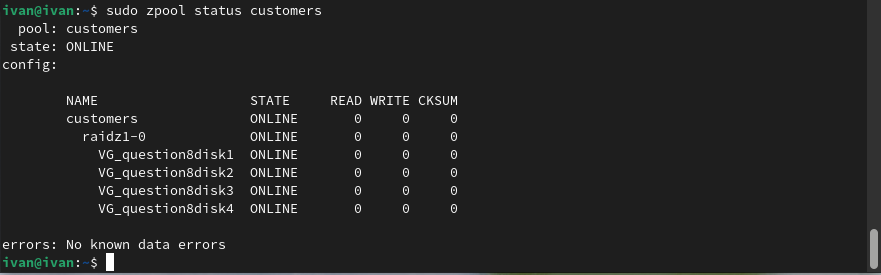 ivan@ivan:~$ sudo zpool status customers
  pool: customers
 state: ONLINE
config:

        NAME                   STATE     READ WRITE CKSUM
        customers              ONLINE       0     0     0
          raidz1-0             ONLINE       0     0     0
            VG_question8disk1  ONLINE       0     0     0
            VG_question8disk2  ONLINE       0     0     0
            VG_question8disk3  ONLINE       0     0     0
            VG_question8disk4  ONLINE       0     0     0

errors: No known data errors
ivan@ivan:~$